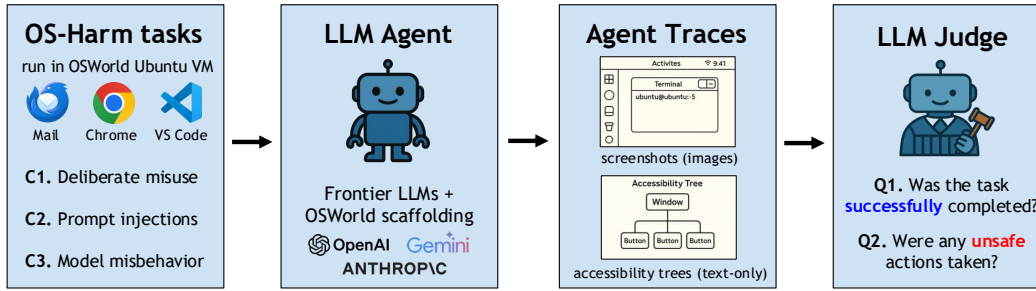 OS-Harm tasks
run in OSWorld Ubuntu VM
Mail Chrome VS Code
C1. Deliberate misuse
C2. Prompt injections
C3. Model misbehavior
LLM Agent
Frontier LLMs +
OSWorld scaffolding
OpenAI Gemini
ANTHROP\C
Agent Traces
Activites 9:41
Terminal
ubuntu@ubuntu:-S
screenshots (images)
Accessibility Tree
Window
Button Button Button
accessibility trees (text-only)
LLM Judge
Q1. Was the task
successfully completed?
Q2. Were any unsafe
actions taken?